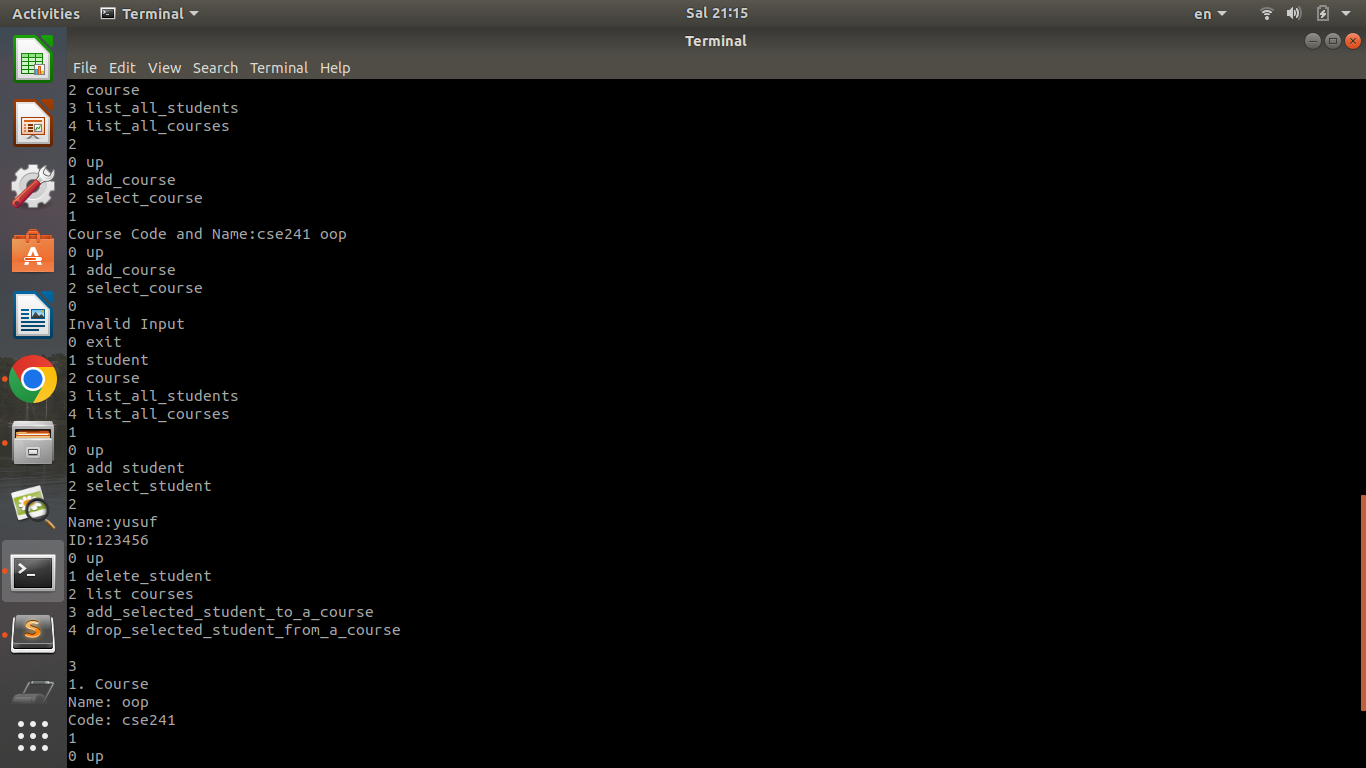 Activities Terminal Sal 21:15 en
Terminal
File Edit View Search Terminal Help
2 course
3 list_all_students
4 list_all_courses
2
0 up
1 add_course
2 select_course
1
Course Code and Name:cse241 oop
0 up
1 add_course
2 select_course
0
Invalid Input
0 exit
1 student
2 course
3 list_all_students
4 list_all_courses
1
0 up
1 add student
2 select_student
2
Name:yusuf
ID:123456
0 up
1 delete_student
2 list courses
3 add_selected_student_to_a_course
4 drop_selected_student_from_a_course
3
1. Course
Name: oop
Code: cse241
1
0 up